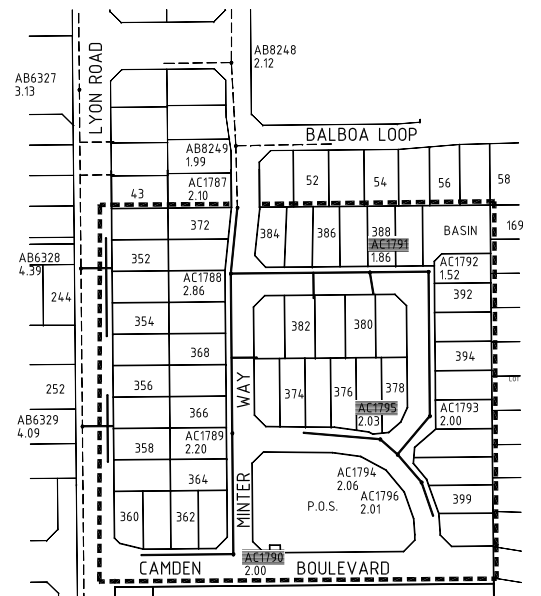 AB8248
2.12
LYON ROAD
AB6327
3.13
BALBOA LOOP
AB8249
1.99
AC1787
2.10
43
52
54
56
58
372
384
386
388
AC1791
1.86
BASIN
169
AB6328
4.39
352
AC1792
1.52
AC1788
2.86
244
392
354
382
380
368
394
252
356
WAY
374
376
378
LOT
366
AC1795
2.03
AC1793
2.00
AB6329
4.09
358
AC1789
2.20
364
MINTER
AC1794
2.06
AC1796
2.01
P.O.S.
399
360
362
AC1790
2.00
CAMDEN
BOULEVARD